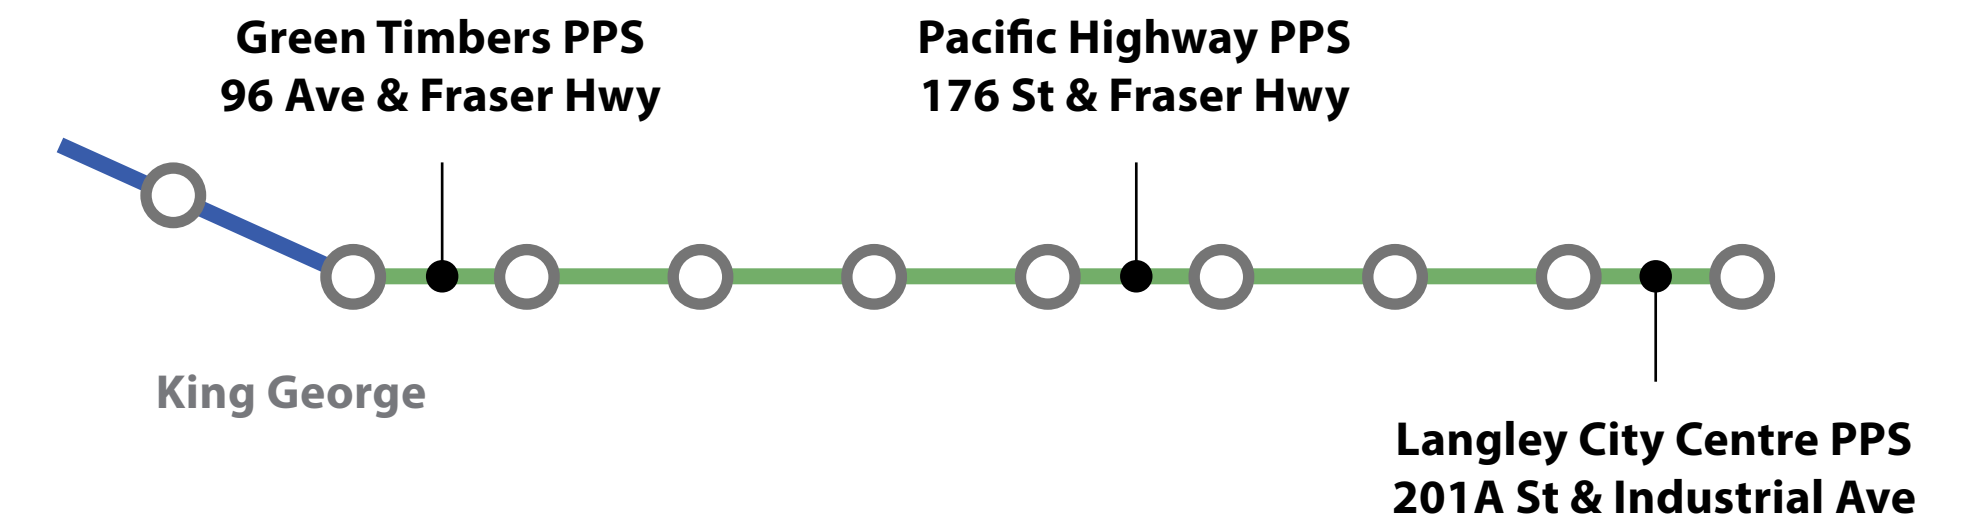 Green Timbers PPS
96 Ave & Fraser Hwy
Pacific Highway PPS
176 St & Fraser Hwy
King George
Langley City Centre PPS
201A St & Industrial Ave